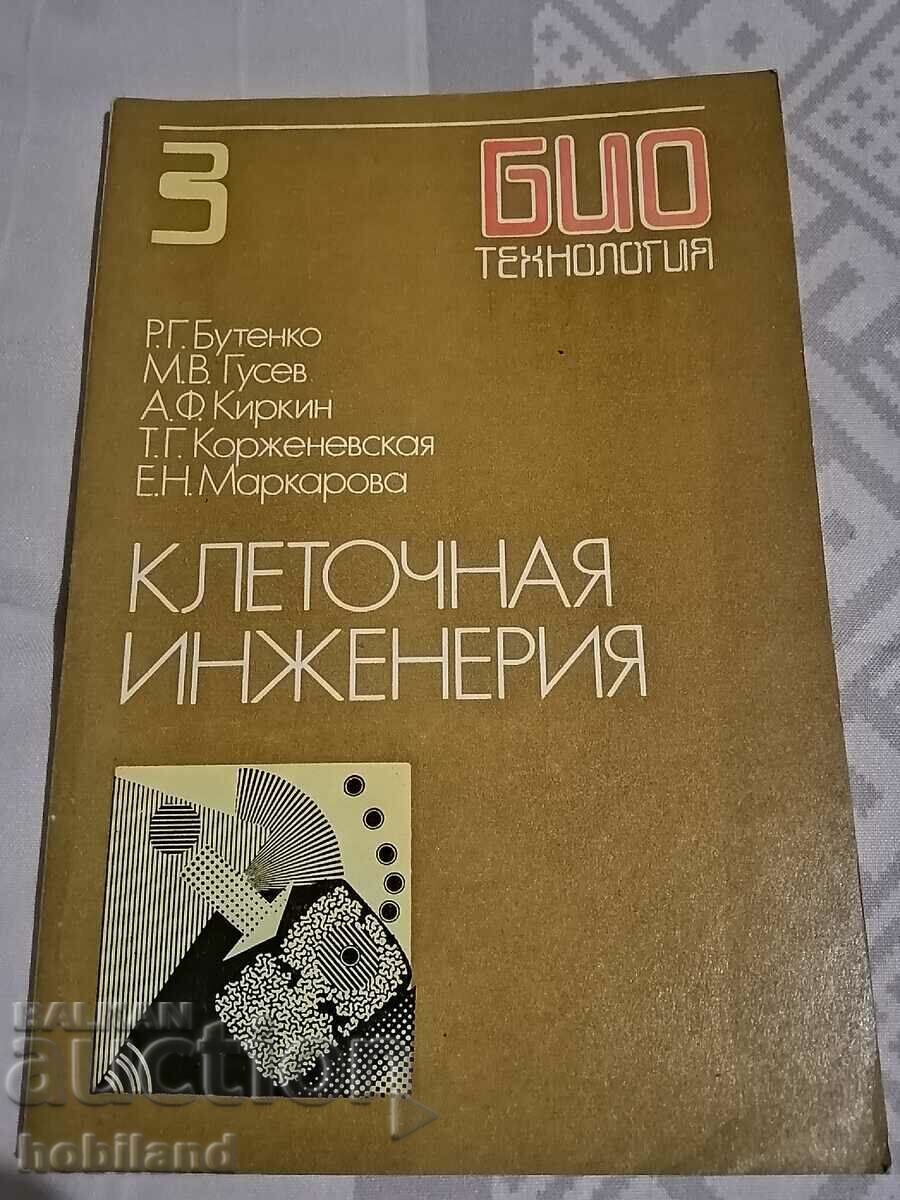 3
БИО
ТЕХНОЛОГИЯ
Р.Г. Бутенко
М.В. Гусев
А.Ф. Киркин
Т.Г. Корженевская
Е.Н. Маркарова
КЛЕТОЧНАЯ
ИНЖЕНЕРИЯ
BALKAN
auction
hobiland